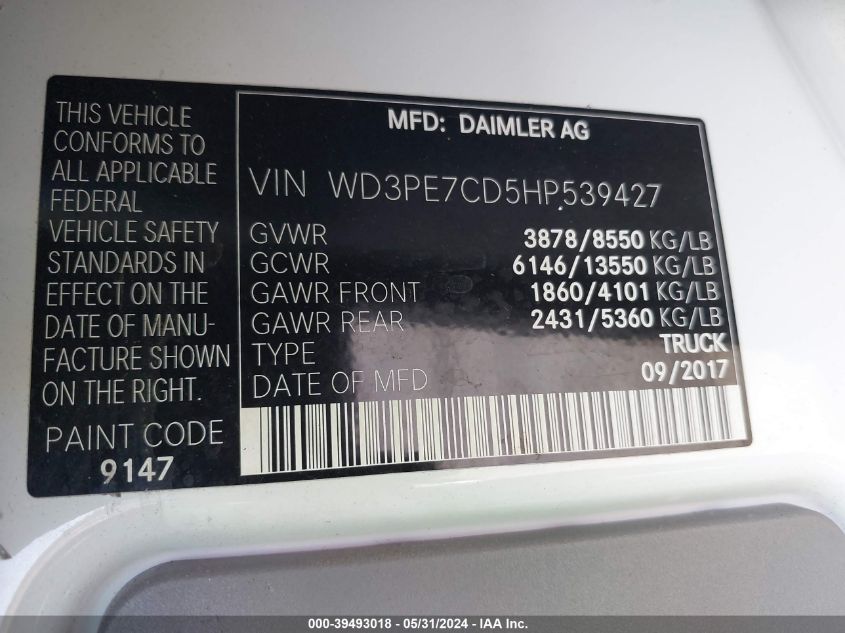 THIS VEHICLE
CONFORMS TO
ALL APPLICABLE
FEDERAL
VEHICLE SAFETY
STANDARDS IN
EFFECT ON THE
DATE OF MANU-
FACTURE SHOWN
ON THE RIGHT.
PAINT CODE
9147
MFD: DAIMLER AG
VIN WD3PE7CD5HP539427
GVWR 3878/8550 KG/LB
GCWR 6146/13550 KG/LB
GAWR FRONT 1860/4101 KG/LB
GAWR REAR 2431/5360 KG/LB
TYPE TRUCK
DATE OF MFD 09/2017
000-39493018 - 05/31/2024 - IAA Inc.